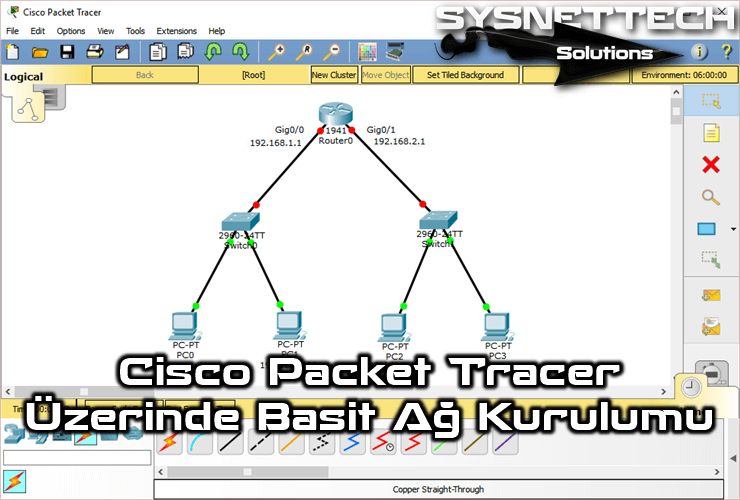 Cisco Packet Tracer
SYSNETTECH
Solutions
File Edit Options View Tools Extensions Help
Logical
Back
[Root]
New Cluster
Move Object
Set Tiled Background
Environment: 06:00:00
Gig0/0
192.168.1.1
1941
Router0
Gig0/1
192.168.2.1
2960-24TT
Switch0
2960-24TT
PC-PT
PC0
PC-PT
PC1
PC-PT
PC2
PC-PT
PC3
Cisco Packet Tracer
Üzerinde Basit Ağ Kurulumu
Copper Straight-Through